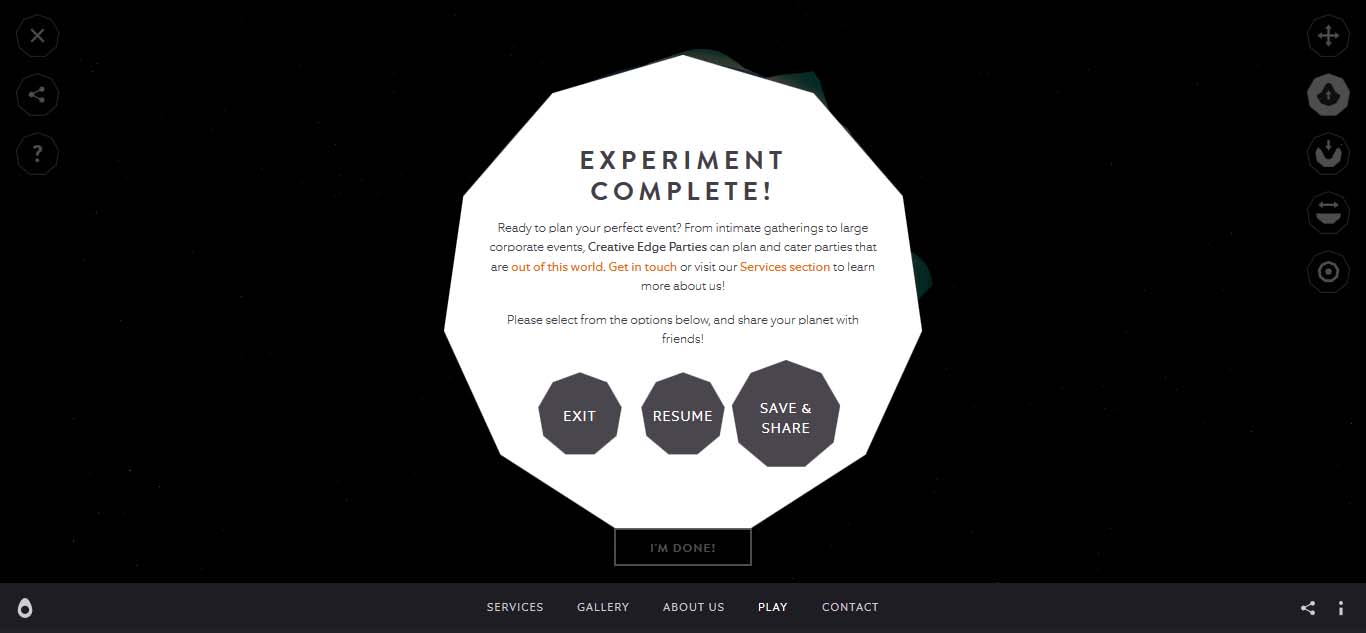 ?
EXPERIMENT
COMPLETE!
Ready to plan your perfect event? From intimate gatherings to large
corporate events, Creative Edge Parties can plan and cater parties that
are out of this world. Get in touch or visit our Services section to learn
more about us!
Please select from the options below, and share your planet with
friends!
EXIT
RESUME
SAVE &
SHARE
I'M DONE!
SERVICES GALLERY ABOUT US PLAY CONTACT